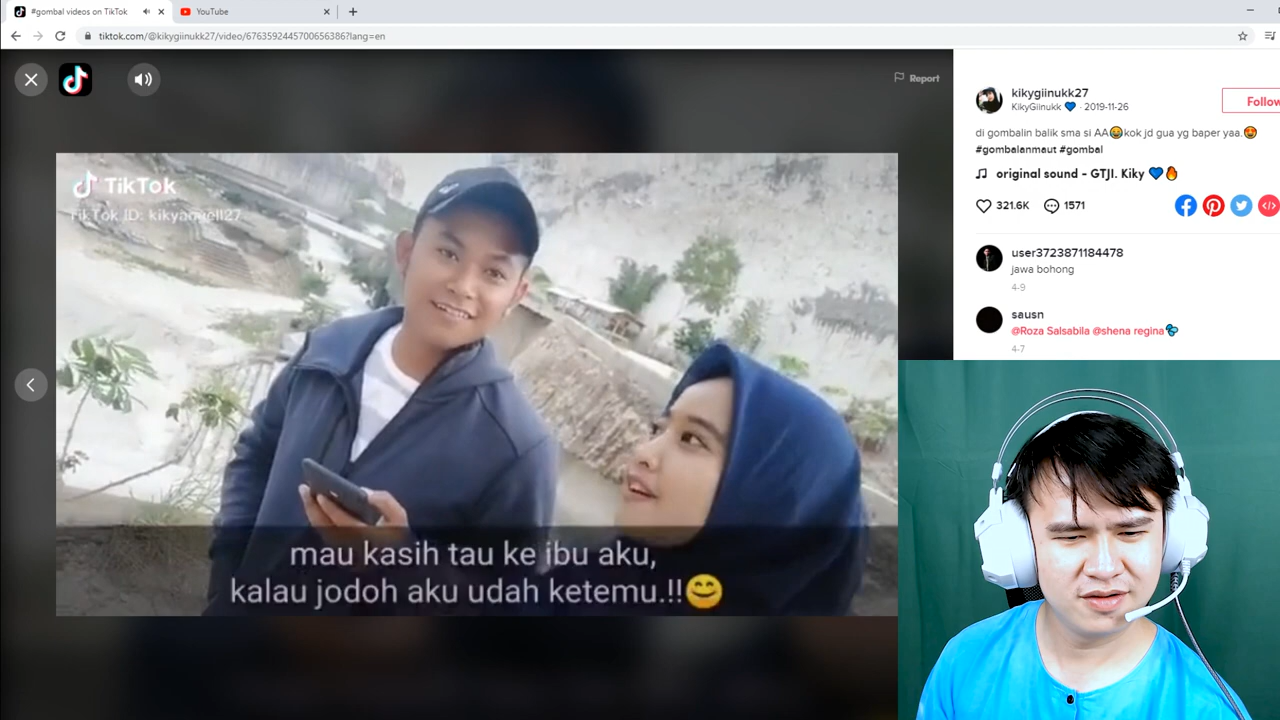 #gombal videos on TikTok
YouTube
tiktok.com/@kikygiinukk27/video/6763592445700656386?lang=en
Report
TikTok
TikTok ID: kikyangell27
mau kasih tau ke ibu aku,
kalau jodoh aku udah ketemu.!!😊
kikygiinukk27
KikyGiinukk 💙 · 2019-11-26
Follow
di gombalin balik sma si AA😂kok jd gua yg baper yaa.😍
#gombalanmaut #gombal
original sound - GTJI. Kiky 💙🔥
321.6K
1571
user3723871184478
jawa bohong
4-9
sausn
@Roza Salsabila @shena regina
4-7